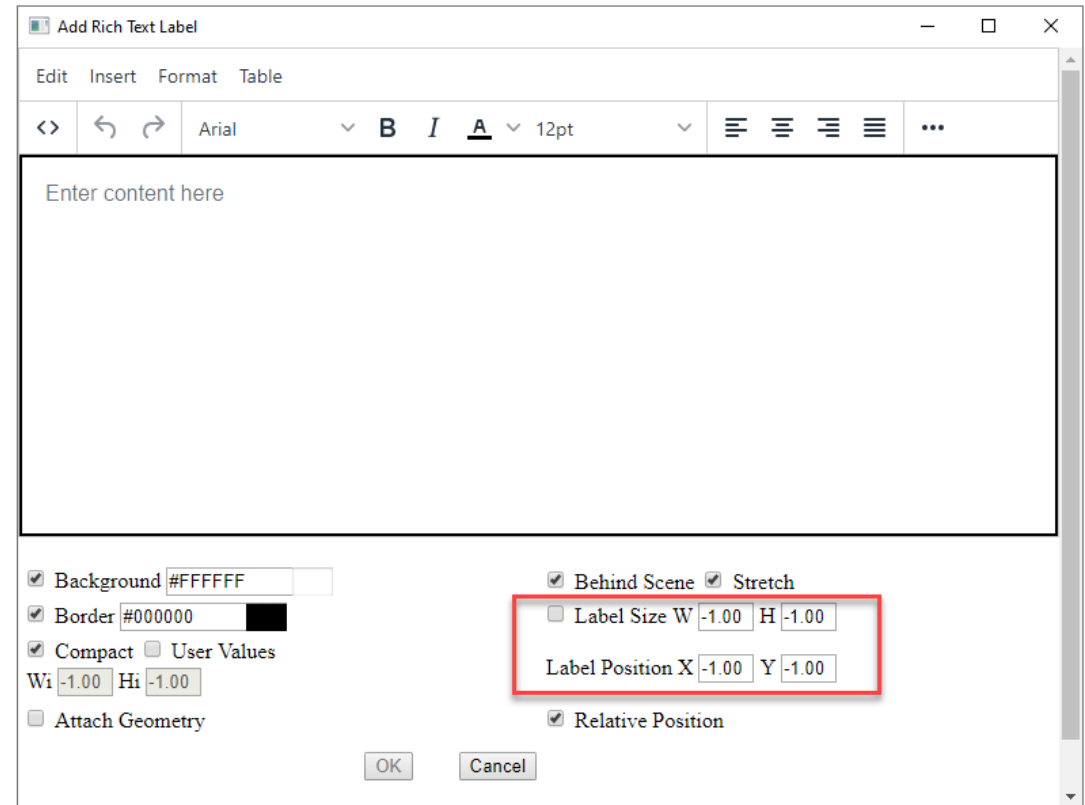 Add Rich Text Label
Edit Insert Format Table
Arial B I A 12pt
Enter content here
Background #FFFFFF
Behind Scene Stretch
Border #000000
Label Size W -1.00 H -1.00
Compact User Values
Wi -1.00 Hi -1.00
Label Position X -1.00 Y -1.00
Attach Geometry
Relative Position
OK Cancel